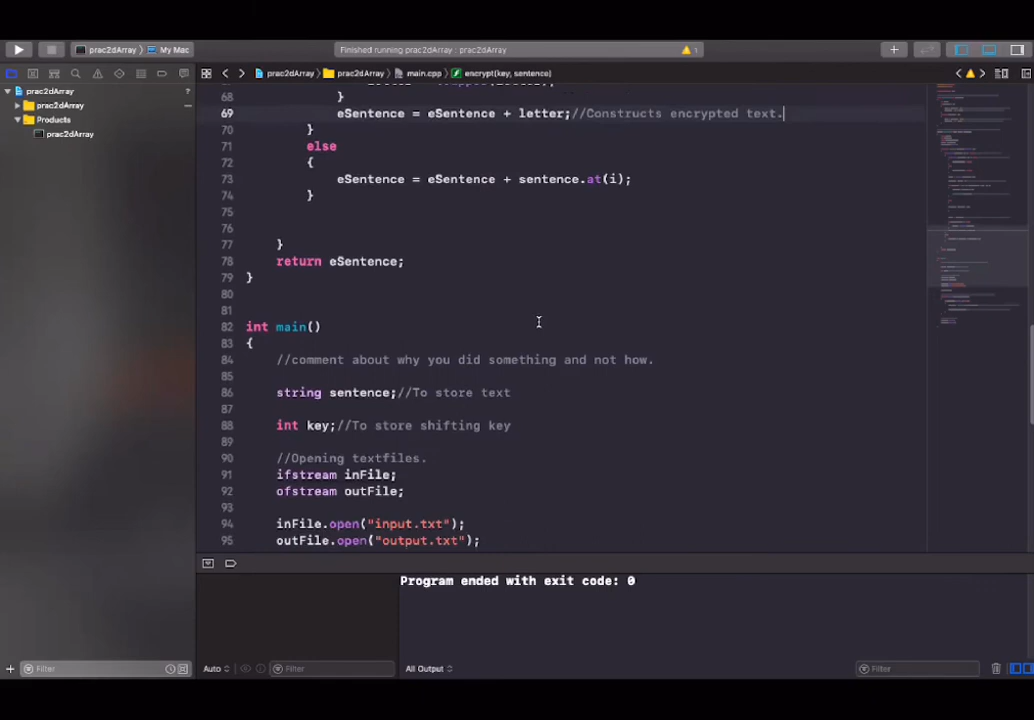 prac2dArray
My Mac
Finished running prac2dArray : prac2dArray
1
prac2dArray
prac2dArray
main.cpp
encrypt(key, sentence)
prac2dArray
prac2dArray
Products
prac2dArray
68 }
69 eSentence = eSentence + letter;//Constructs encrypted text.
70 }
71 else
72 {
73 eSentence = eSentence + sentence.at(i);
74 }
75
76
77 }
78 return eSentence;
79 }
80
81
82 int main()
83 {
84 //comment about why you did something and not how.
85
86 string sentence;//To store text
87
88 int key;//To store shifting key
89
90 //Opening textfiles.
91 ifstream inFile;
92 ofstream outFile;
93
94 inFile.open("input.txt");
95 outFile.open("output.txt");
Program ended with exit code: 0
Filter
Auto
Filter
All Output
Filter